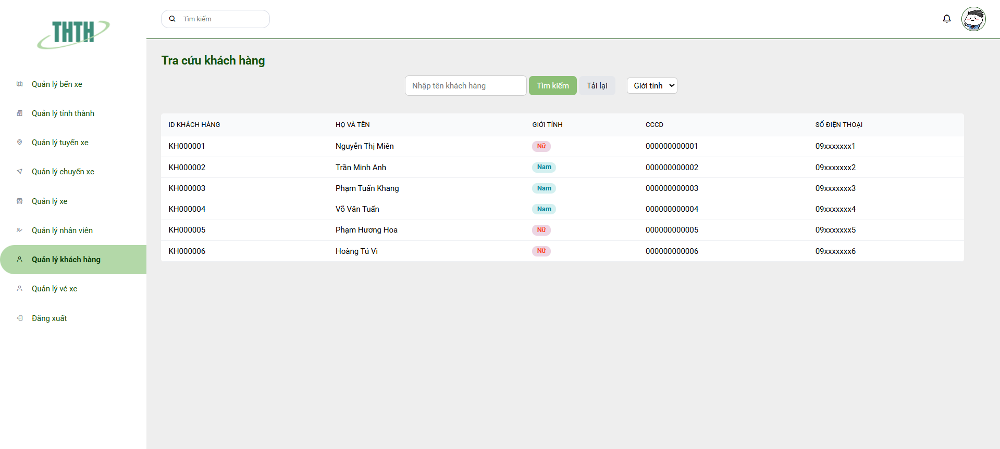 THTH
Tìm kiếm
Quản lý bến xe
Quản lý tỉnh thành
Quản lý tuyến xe
Quản lý chuyến xe
Quản lý xe
Quản lý nhân viên
Quản lý khách hàng
Quản lý vé xe
Đăng xuất
Tra cứu khách hàng
Nhập tên khách hàng Tìm kiếm Tải lại Giới tính
ID KHÁCH HÀNG HỌ VÀ TÊN GIỚI TÍNH CCCD SỐ ĐIỆN THOẠI
KH000001 Nguyễn Thị Miên Nữ 000000000001 09xxxxxxx1
KH000002 Trần Minh Anh Nam 000000000002 09xxxxxxx2
KH000003 Phạm Tuấn Khang Nam 000000000003 09xxxxxxx3
KH000004 Võ Văn Tuấn Nam 000000000004 09xxxxxxx4
KH000005 Phạm Hương Hoa Nữ 000000000005 09xxxxxxx5
KH000006 Hoàng Tú Vi Nữ 000000000006 09xxxxxxx6